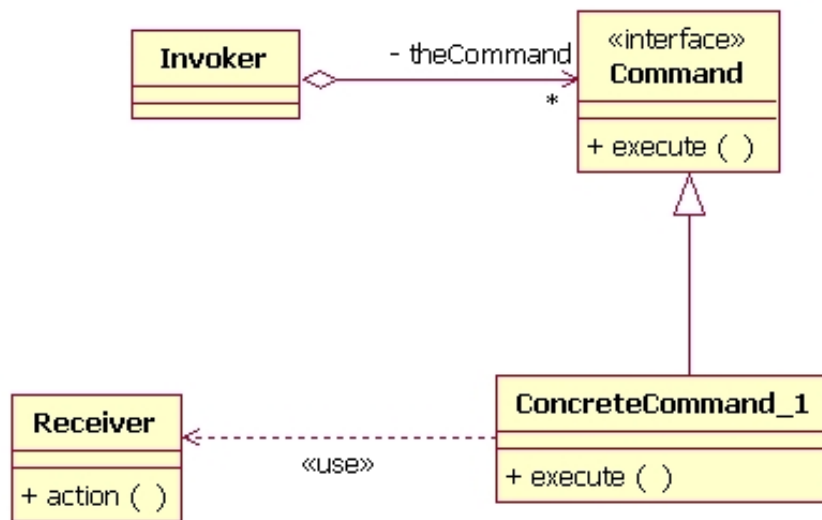 Invoker
- theCommand
*
«interface»
Command
+ execute ( )
Receiver
+ action ( )
«use»
ConcreteCommand_1
+ execute ( )